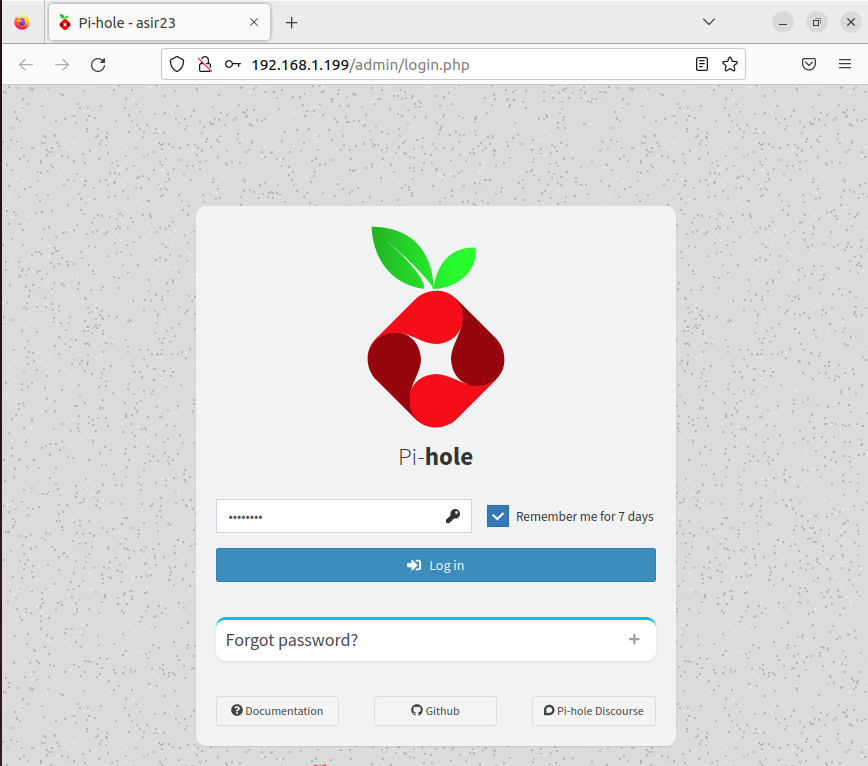 Pi-hole - asir23
192.168.1.199/admin/login.php
Pi-hole
••••••••
Remember me for 7 days
Log in
Forgot password?
Documentation
Github
Pi-hole Discourse